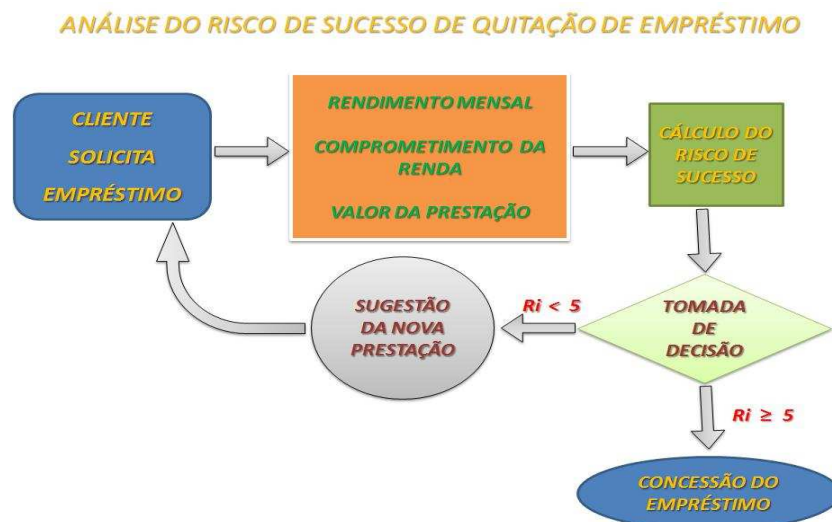 ANÁLISE DO RISCO DE SUCESSO DE QUITAÇÃO DE EMPRÉSTIMO
CLIENTE
SOLICITA
EMPRÉSTIMO
RENDIMENTO MENSAL
COMPROMETIMENTO DA
RENDA
VALOR DA PRESTAÇÃO
CÁLCULO DO
RISCO DE
SUCESSO
TOMADA
DE
DECISÃO
Ri < 5
SUGESTÃO
DA NOVA
PRESTAÇÃO
Ri ≥ 5
CONCESSÃO DO
EMPRÉSTIMO